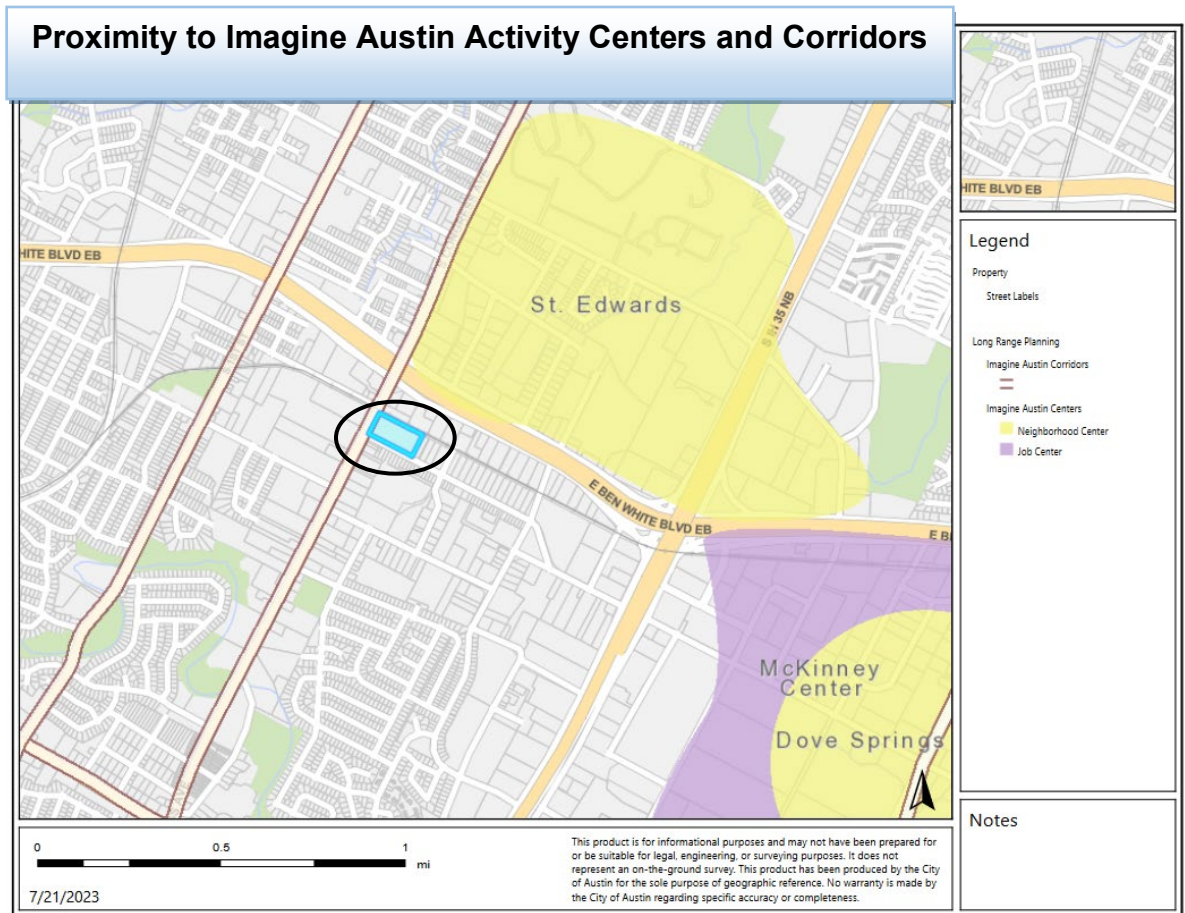 Proximity to Imagine Austin Activity Centers and Corridors
HITE BLVD EB
HITE BLVD EB
St. Edwards
S IH 35 NB
E BEN WHITE BLVD EB
E BE
McKinney
Center
Dove Springs
Legend
Property
Street Labels
Long Range Planning
Imagine Austin Corridors
Imagine Austin Centers
Neighborhood Center
Job Center
Notes
0 0.5 1
mi
7/21/2023
This product is for informational purposes and may not have been prepared for
or be suitable for legal, engineering, or surveying purposes. It does not
represent an on-the-ground survey. This product has been produced by the City
of Austin for the sole purpose of geographic reference. No warranty is made by
the City of Austin regarding specific accuracy or completeness.